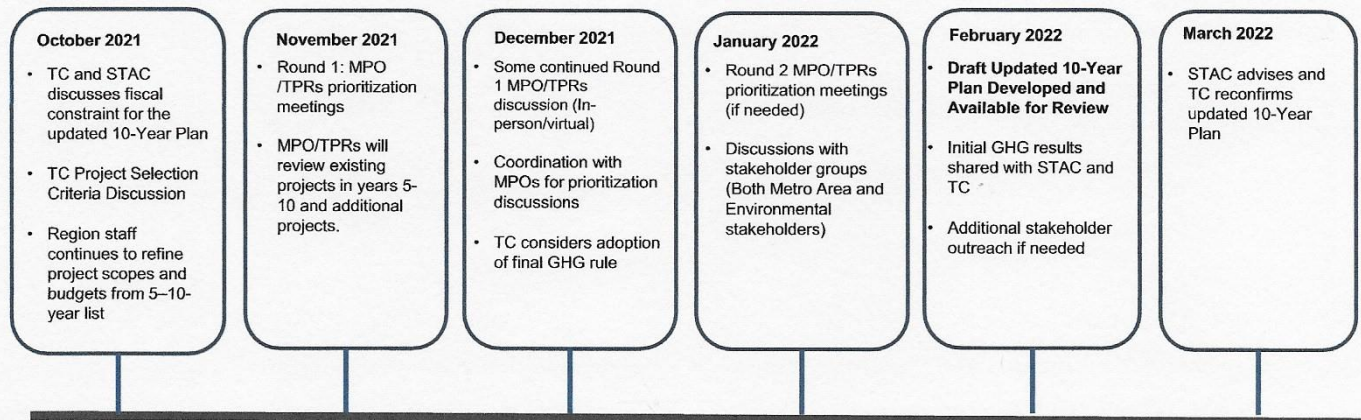 October 2021
• TC and STAC
discusses fiscal
constraint for the
updated 10-Year Plan
• TC Project Selection
Criteria Discussion
• Region staff
continues to refine
project scopes and
budgets from 5–10-
year list
November 2021
• Round 1: MPO
/TPRs prioritization
meetings
• MPO/TPRs will
review existing
projects in years 5-
10 and additional
projects.
December 2021
• Some continued Round
1 MPO/TPRs
discussion (In-
person/virtual)
• Coordination with
MPOs for prioritization
discussions
• TC considers adoption
of final GHG rule
January 2022
• Round 2 MPO/TPRs
prioritization meetings
(if needed)
• Discussions with
stakeholder groups
(Both Metro Area and
Environmental
stakeholders)
February 2022
• Draft Updated 10-Year
Plan Developed and
Available for Review
• Initial GHG results
shared with STAC and
TC
• Additional stakeholder
outreach if needed
March 2022
• STAC advises and
TC reconfirms
updated 10-Year
Plan